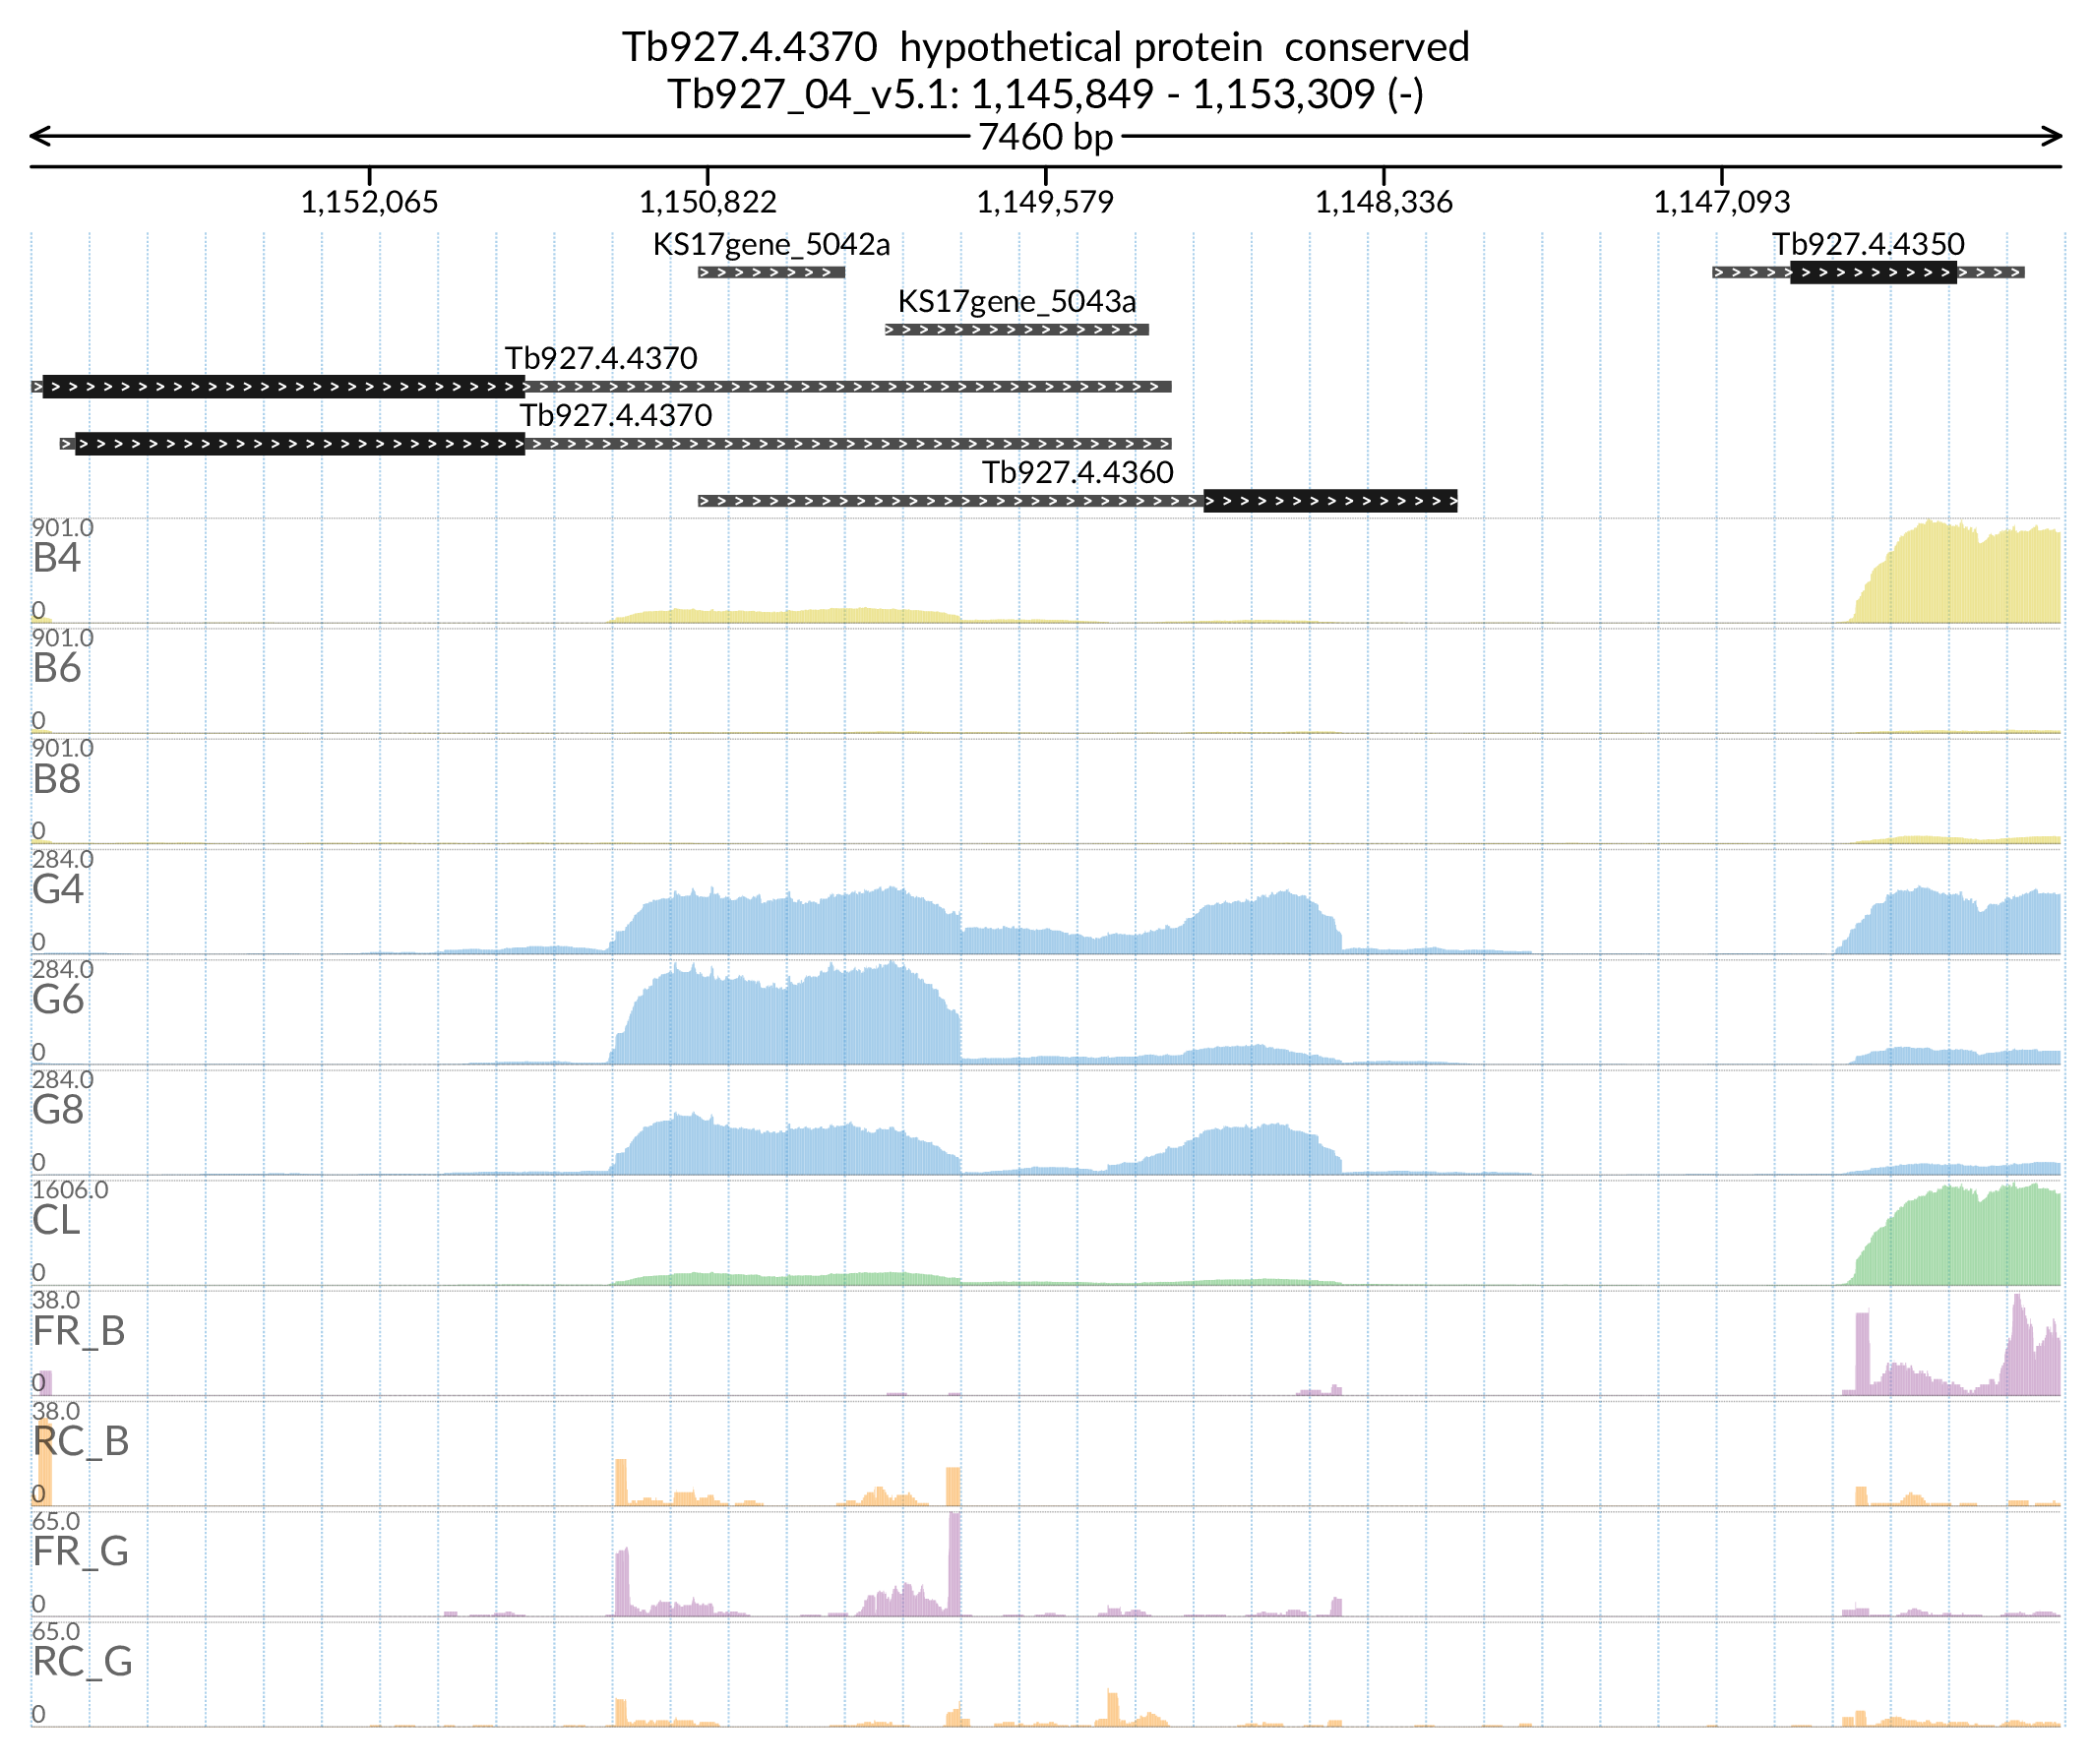 Tb927.4.4370  hypothetical protein  conserved
Tb927_04_v5.1: 1,145,849 - 1,153,309 (-)
7460 bp
1,152,065 1,150,822 1,149,579 1,148,336 1,147,093
KS17gene_5042a Tb927.4.4350
KS17gene_5043a
Tb927.4.4370
Tb927.4.4370
Tb927.4.4360
901.0
B4
0
901.0
B6
0
901.0
B8
0
284.0
G4
0
284.0
G6
0
284.0
G8
0
1606.0
CL
0
38.0
FR_B
0
38.0
RC_B
0
65.0
FR_G
0
65.0
RC_G
0